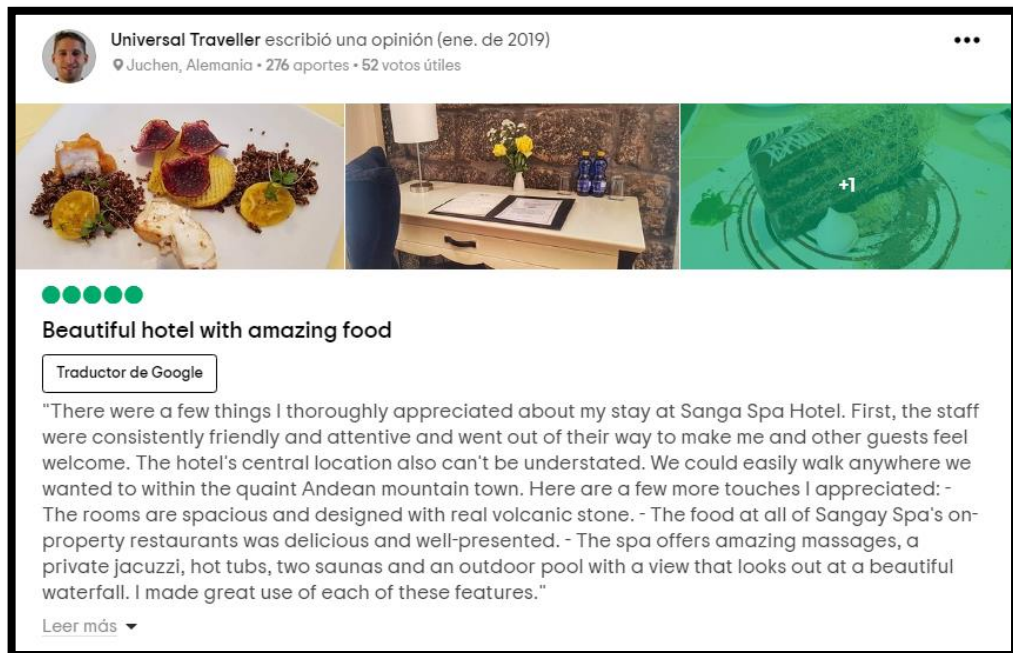 Universal Traveller escribió una opinión (ene. de 2019)
Juchen, Alemania • 276 aportes • 52 votos útiles
+1
Beautiful hotel with amazing food
Traductor de Google
"There were a few things I thoroughly appreciated about my stay at Sanga Spa Hotel. First, the staff
were consistently friendly and attentive and went out of their way to make me and other guests feel
welcome. The hotel's central location also can't be understated. We could easily walk anywhere we
wanted to within the quaint Andean mountain town. Here are a few more touches I appreciated: -
The rooms are spacious and designed with real volcanic stone. - The food at all of Sangay Spa's on-
property restaurants was delicious and well-presented. - The spa offers amazing massages, a
private jacuzzi, hot tubs, two saunas and an outdoor pool with a view that looks out at a beautiful
waterfall. I made great use of each of these features."
Leer más